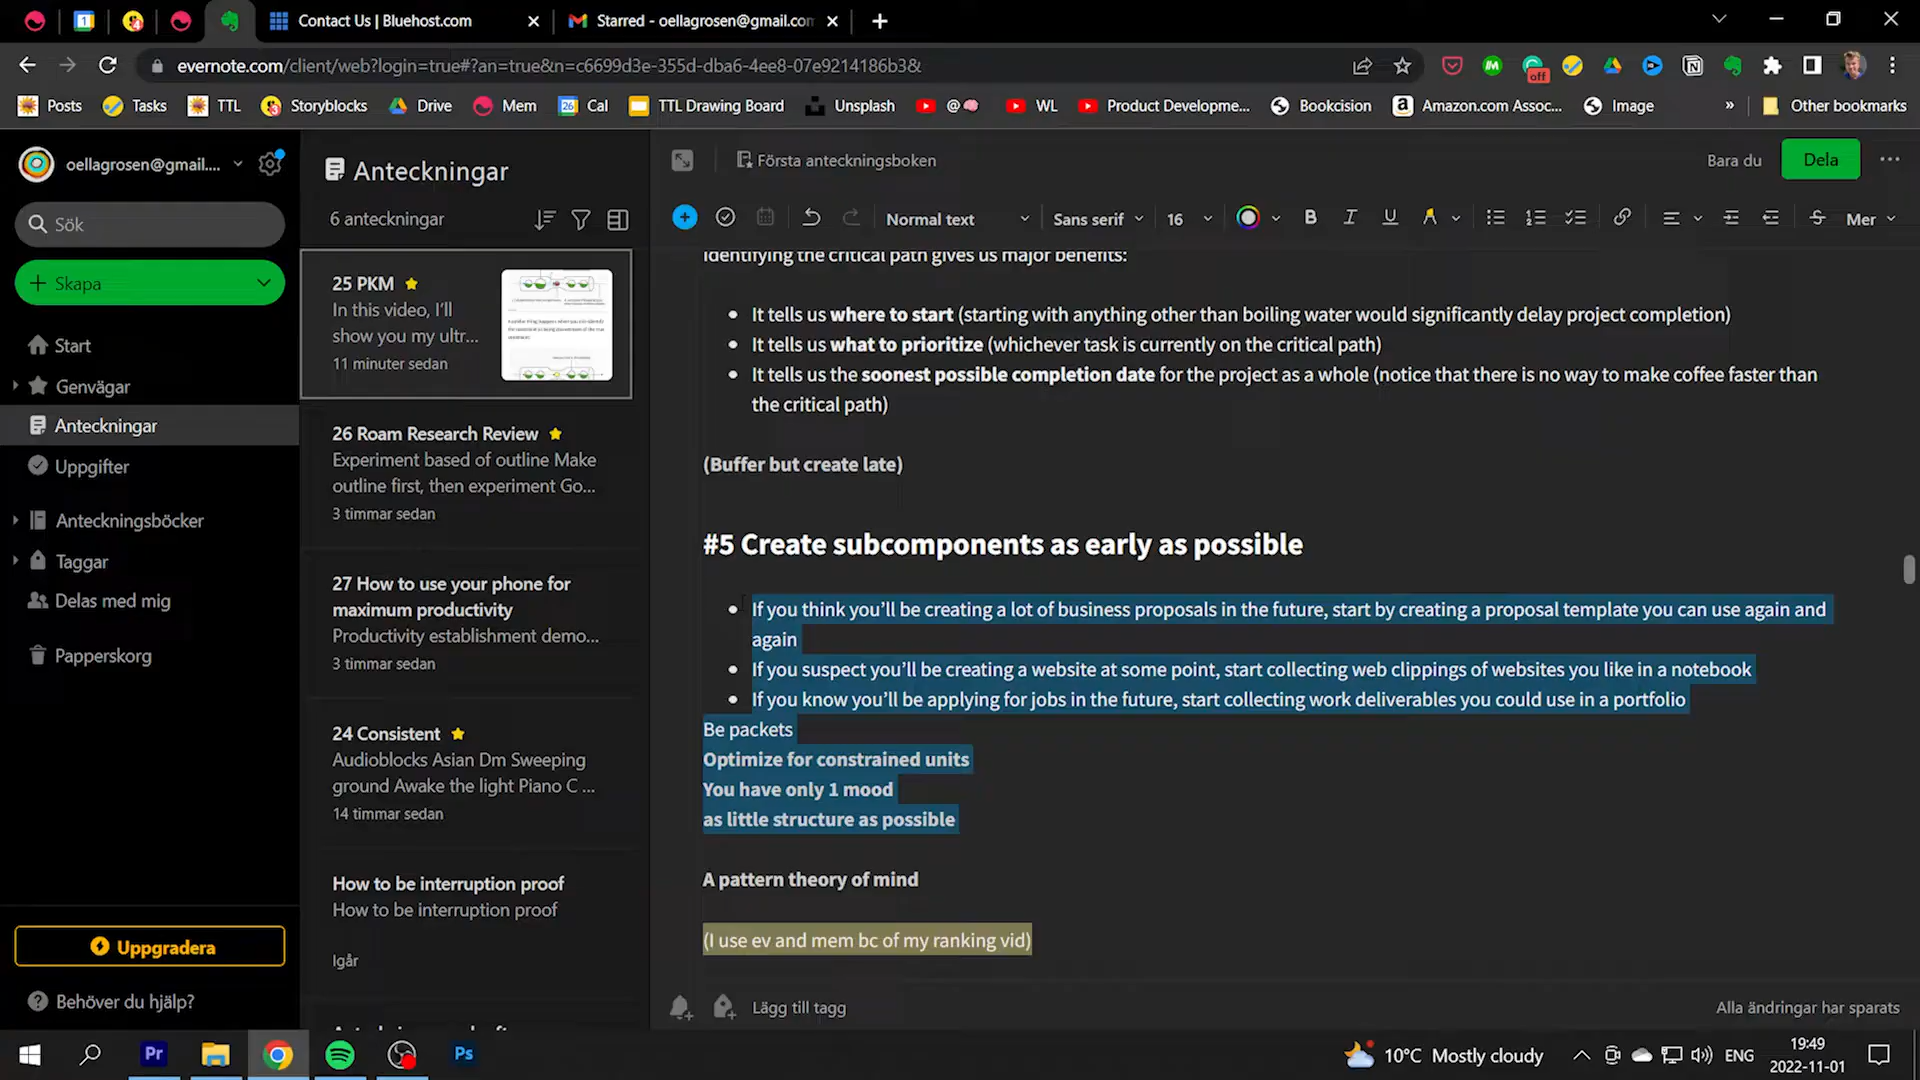 Contact Us | Bluehost.com
Starred - oellagrosen@gmail.com
evernote.com/client/web?login=true#?an=true&n=c6699d3e-355d-dba6-4ee8-07e9214186b3&
off
Posts
Tasks
TTL
Storyblocks
Drive
Mem
26 Cal
TTL Drawing Board
Unsplash
@
WL
Product Developme...
Bookcision
Amazon.com Assoc...
Image
»
Other bookmarks
oellagrosen@gmail....
Sök
Skapa
Start
Genvägar
Anteckningar
Uppgifter
Anteckningsböcker
Taggar
Delas med mig
Papperskorg
Uppgradera
Behöver du hjälp?
Anteckningar
6 anteckningar
25 PKM
In this video, I'll
show you my ultr...
11 minuter sedan
26 Roam Research Review
Experiment based of outline Make
outline first, then experiment Go...
3 timmar sedan
27 How to use your phone for
maximum productivity
Productivity establishment demo...
3 timmar sedan
24 Consistent
Audioblocks Asian Dm Sweeping
ground Awake the light Piano C ...
14 timmar sedan
How to be interruption proof
How to be interruption proof
Igår
Första anteckningsboken
Bara du
Dela
Normal text
Sans serif
16
B
I
U
A
S
Mer
Identifying the critical path gives us major benefits:
It tells us where to start (starting with anything other than boiling water would significantly delay project completion)
It tells us what to prioritize (whichever task is currently on the critical path)
It tells us the soonest possible completion date for the project as a whole (notice that there is no way to make coffee faster than
the critical path)
(Buffer but create late)
#5 Create subcomponents as early as possible
If you think you'll be creating a lot of business proposals in the future, start by creating a proposal template you can use again and
again
If you suspect you'll be creating a website at some point, start collecting web clippings of websites you like in a notebook
If you know you'll be applying for jobs in the future, start collecting work deliverables you could use in a portfolio
Be packets
Optimize for constrained units
You have only 1 mood
as little structure as possible
A pattern theory of mind
(I use ev and mem bc of my ranking vid)
Lägg till tagg
Alla ändringar har sparats
Pr
Ps
10°C Mostly cloudy
ENG
19:49
2022-11-01